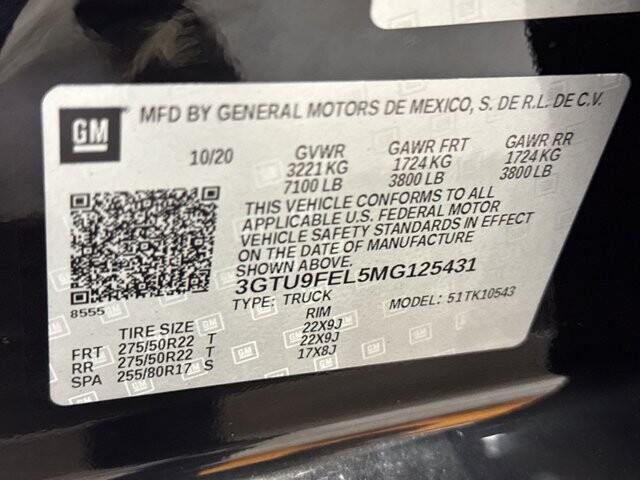 GM MFD BY GENERAL MOTORS DE MEXICO, S. DE R.L. DE C.V.
10/20 GVWR GAWR FRT GAWR RR
3221 KG 1724 KG 1724 KG
7100 LB 3800 LB 3800 LB
THIS VEHICLE CONFORMS TO ALL
APPLICABLE U.S. FEDERAL MOTOR
VEHICLE SAFETY STANDARDS IN EFFECT
ON THE DATE OF MANUFACTURE
SHOWN ABOVE.
3GTU9FEL5MG125431
8555 TYPE: TRUCK MODEL: 51TK10543
TIRE SIZE RIM
FRT 275/50R22 T 22X9J
RR 275/50R22 T 22X9J
SPA 255/80R17 S 17X8J